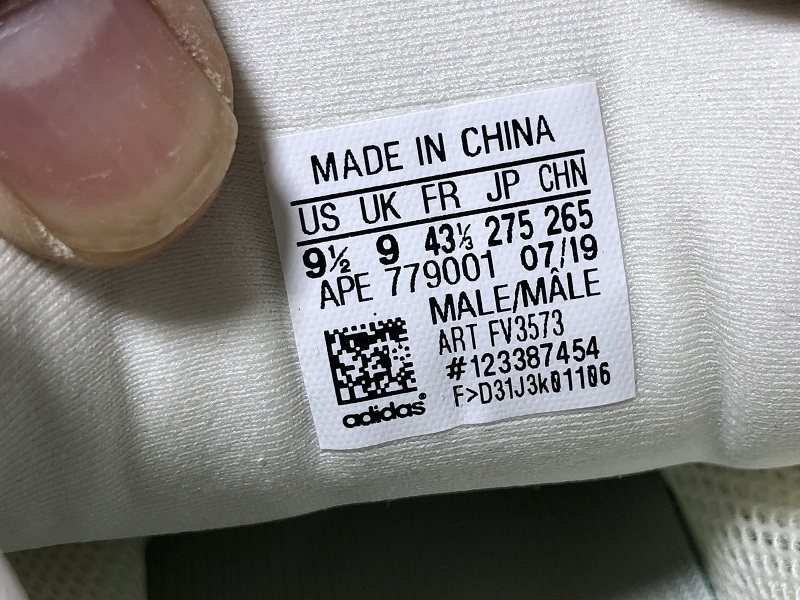 MADE IN CHINA
US UK FR JP CHN
9½ 9 43⅓ 275 265
APE 779001 07/19
MALE/MÂLE
ART FV3573
#123387454
F>D31J3k01106
adidas®